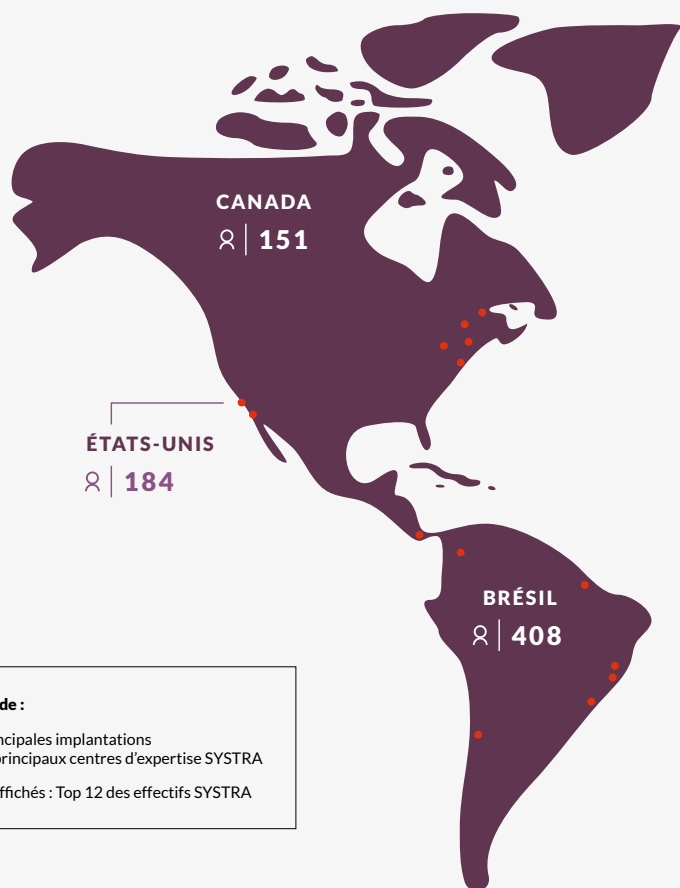 CANADA
151
ÉTATS-UNIS
184
BRÉSIL
408
de :
ncipales implantations
principaux centres d'expertise SYSTRA
ffichés : Top 12 des effectifs SYSTRA